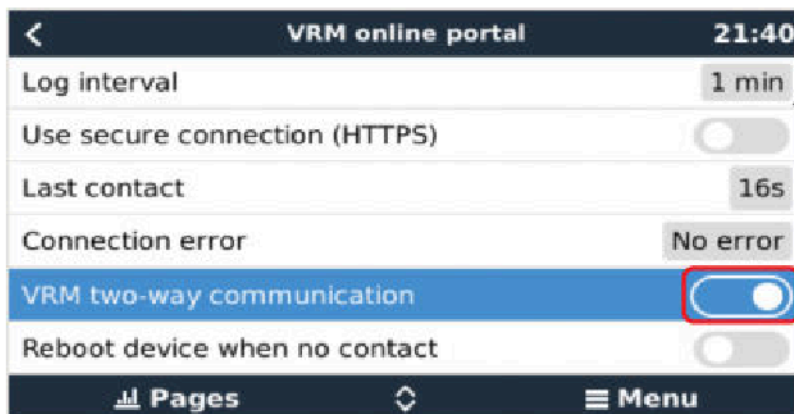 VRM online portal 21:40
Log interval 1 min
Use secure connection (HTTPS)
Last contact 16s
Connection error No error
VRM two-way communication
Reboot device when no contact
Pages Menu